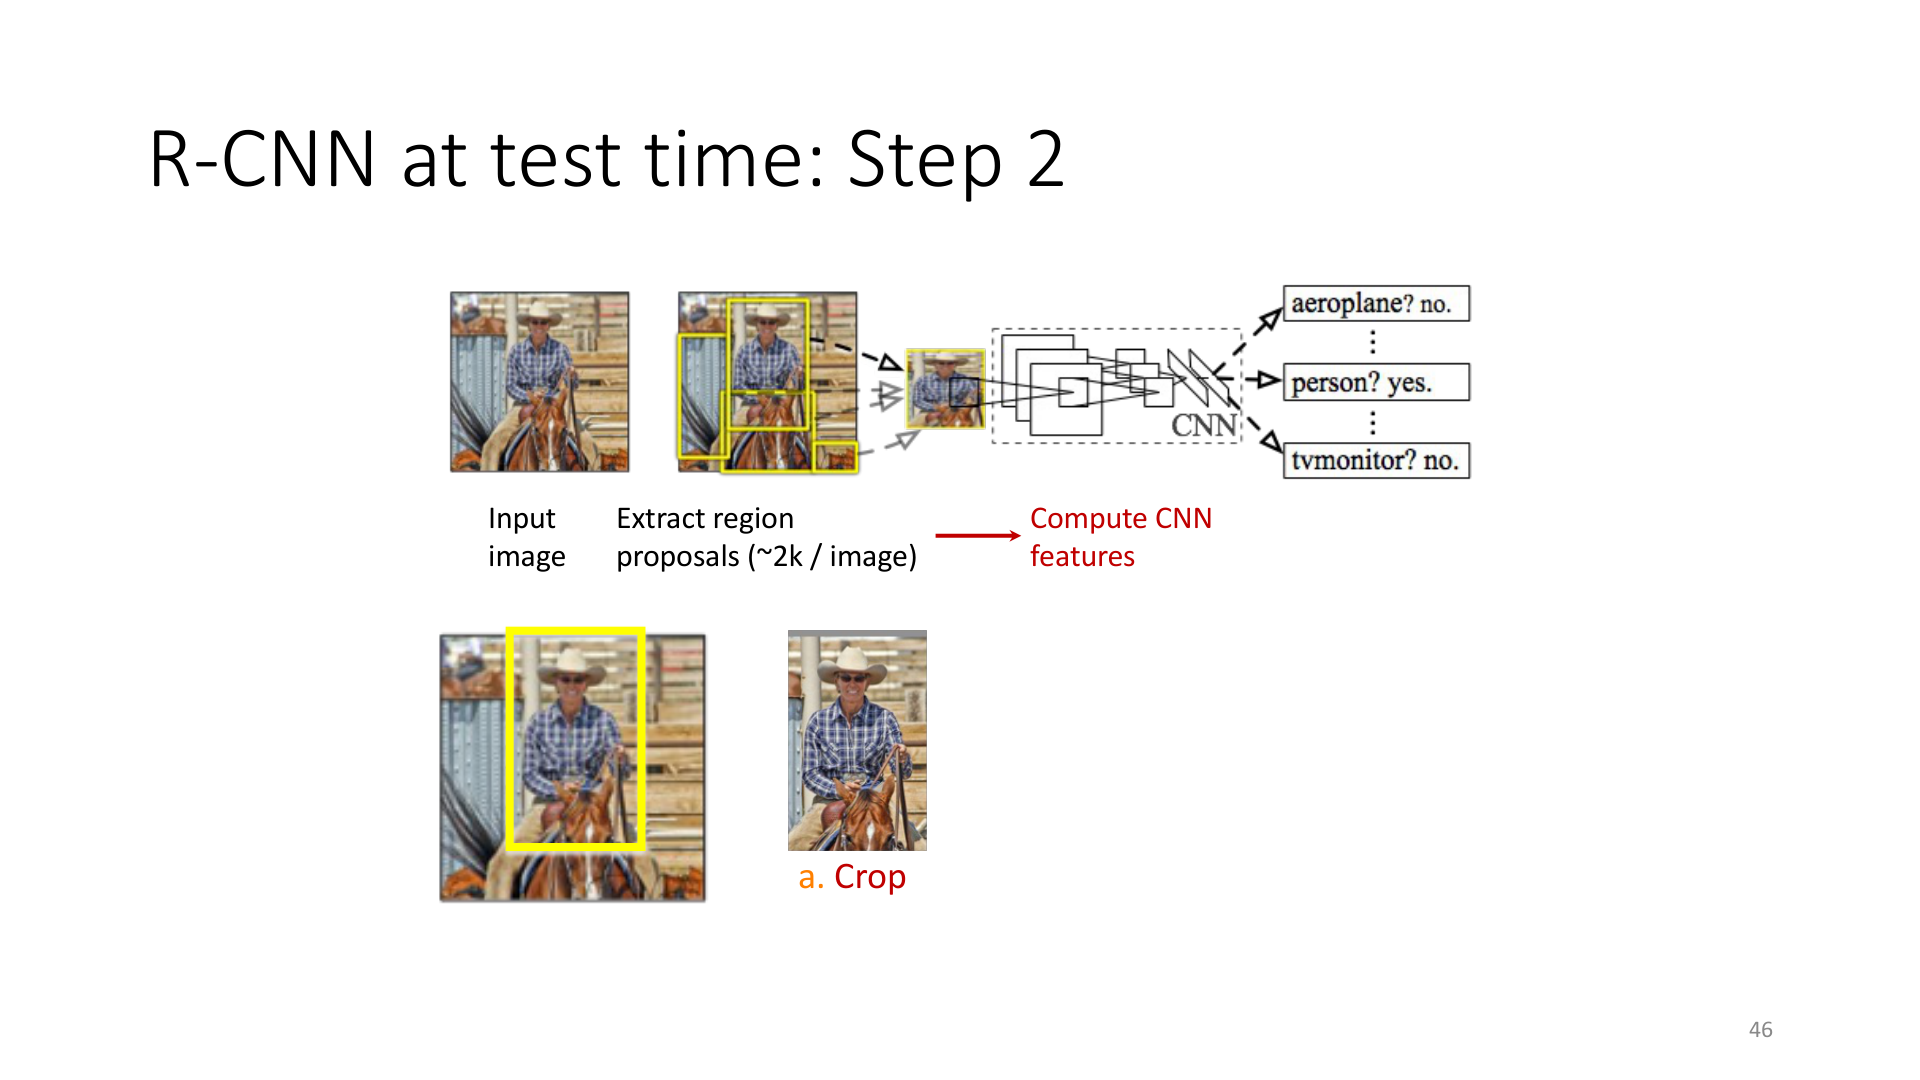 R-CNN at test time: Step 2
aeroplane? no.
⋮
person? yes.
⋮
tvmonitor? no.
CNN
Input
image
Extract region
proposals (~2k / image)
Compute CNN
features
a. Crop
46